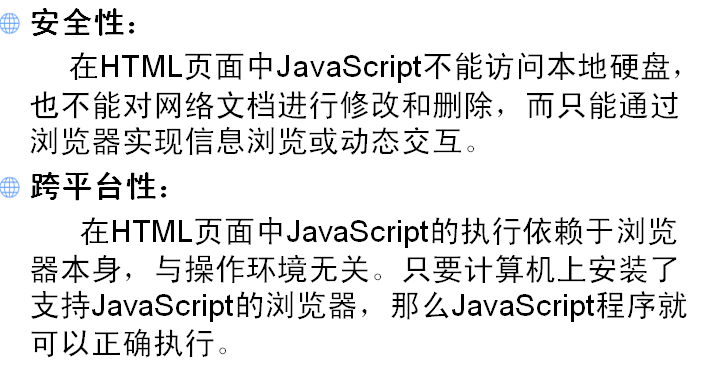 安全性：
在HTML页面中JavaScript不能访问本地硬盘，
也不能对网络文档进行修改和删除，而只能通过
浏览器实现信息浏览或动态交互。
跨平台性：
在HTML页面中JavaScript的执行依赖于浏览
器本身，与操作环境无关。只要计算机上安装了
支持JavaScript的浏览器，那么JavaScript程序就
可以正确执行。